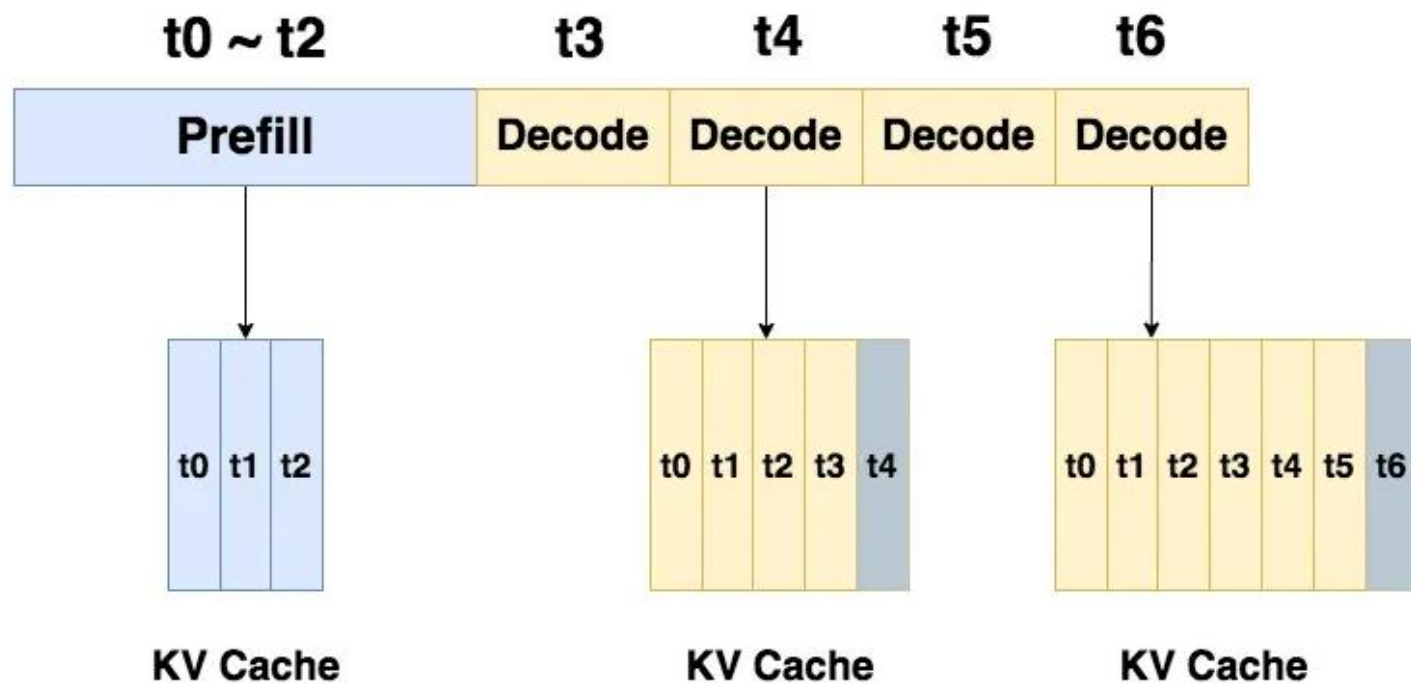 t0 ~ t2 t3 t4 t5 t6
Prefill Decode Decode Decode Decode
t0 t1 t2 t0 t1 t2 t3 t4 t0 t1 t2 t3 t4 t5 t6
KV Cache KV Cache KV Cache